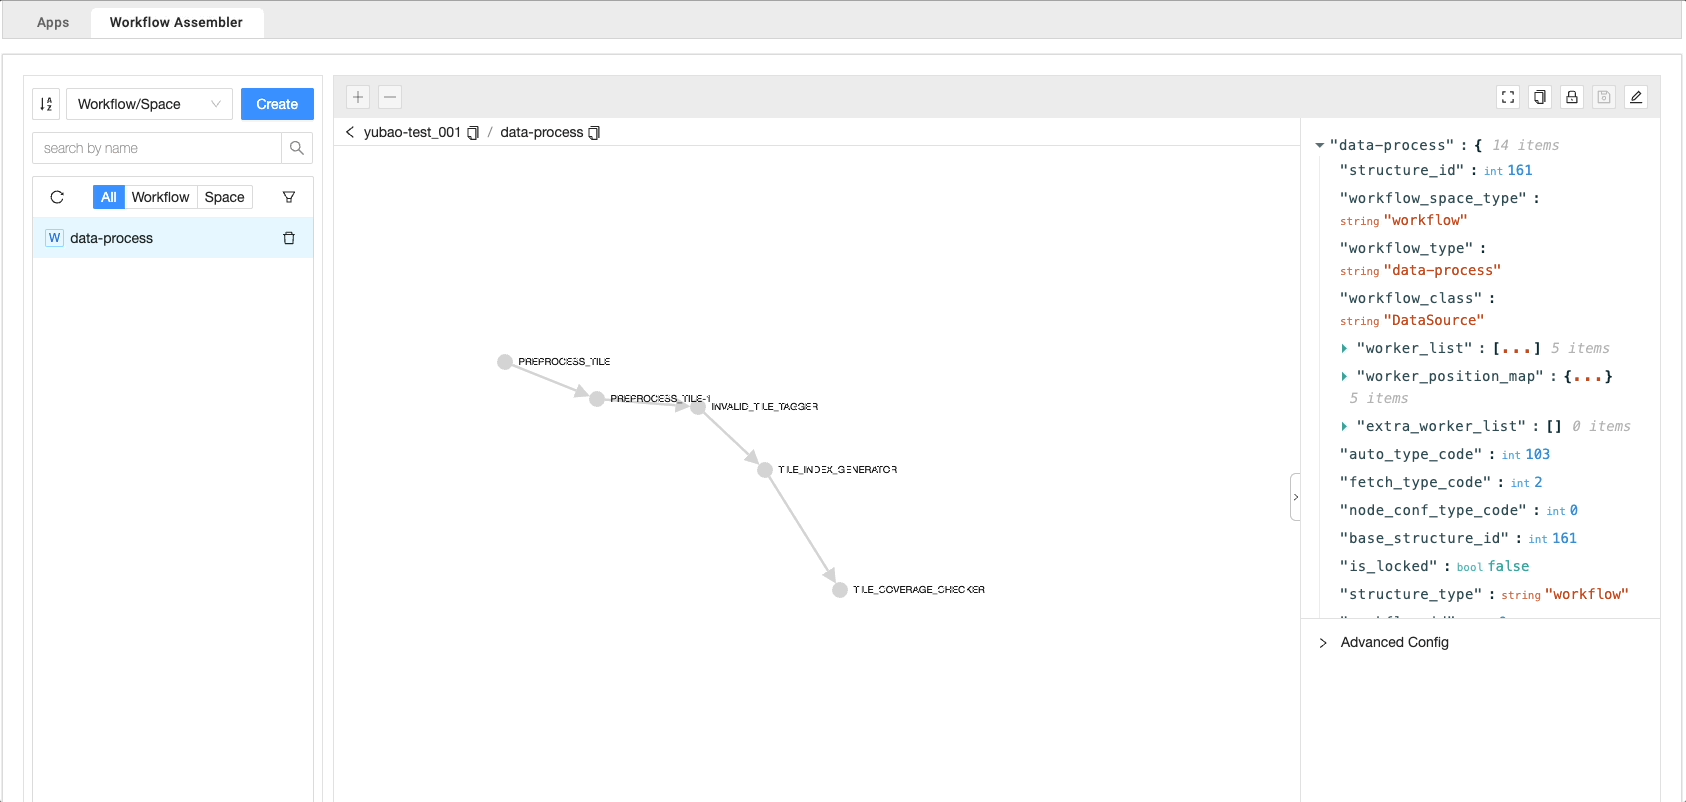 Apps
Workflow Assembler
Workflow/Space
Create
search by name
All
Workflow
Space
W data-process
yubao-test_001 / data-process
PREPROCESS_TILE
PREPROCESS_TILE-1
INVALID_TILE_TAGGER
TILE_INDEX_GENERATOR
TILE_COVERAGE_CHECKER
"data-process" : { 14 items
"structure_id" : int 161
"workflow_space_type" :
string "workflow"
"workflow_type" :
string "data-process"
"workflow_class" :
string "DataSource"
"worker_list" : [...] 5 items
"worker_position_map" : {...}
5 items
"extra_worker_list" : [] 0 items
"auto_type_code" : int 103
"fetch_type_code" : int 2
"node_conf_type_code" : int 0
"base_structure_id" : int 161
"is_locked" : bool false
"structure_type" : string "workflow"
Advanced Config